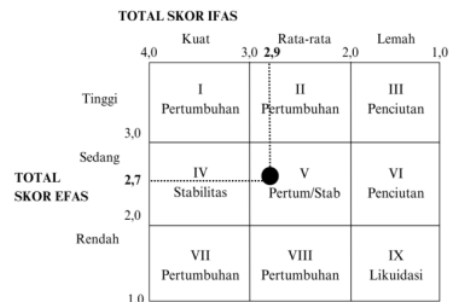 TOTAL SKOR IFAS
Kuat Rata-rata Lemah
4,0 3,0 2,9 2,0 1,0
Tinggi
I II III
Pertumbuhan Pertumbuhan Penciutan
3,0
Sedang
TOTAL SKOR EFAS
2,7
IV V VI
Stabilitas Pertum/Stab Penciutan
2,0
Rendah
VII VIII IX
Pertumbuhan Pertumbuhan Likuidasi
1,0